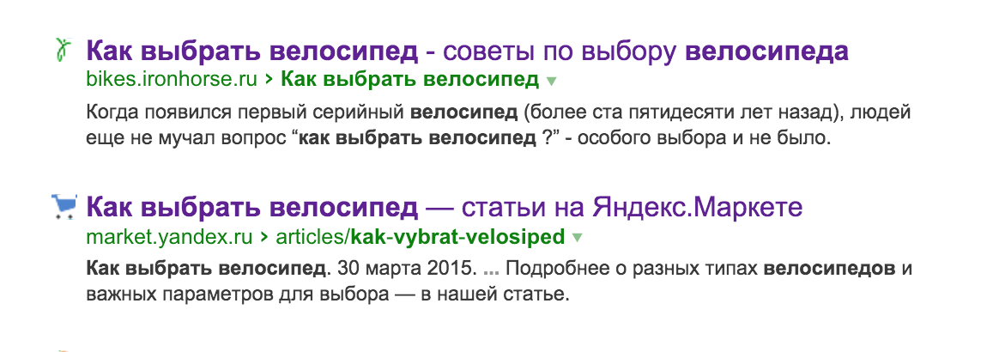 Как выбрать велосипед - советы по выбору велосипеда
bikes.ironhorse.ru › Как выбрать велосипед ▼
Когда появился первый серийный велосипед (более ста пятидесяти лет назад), людей
еще не мучал вопрос “как выбрать велосипед ?” - особого выбора и не было.
Как выбрать велосипед — статьи на Яндекс.Маркете
market.yandex.ru › articles/kak-vybrat-velosiped ▼
Как выбрать велосипед. 30 марта 2015. ... Подробнее о разных типах велосипедов и
важных параметров для выбора — в нашей статье.